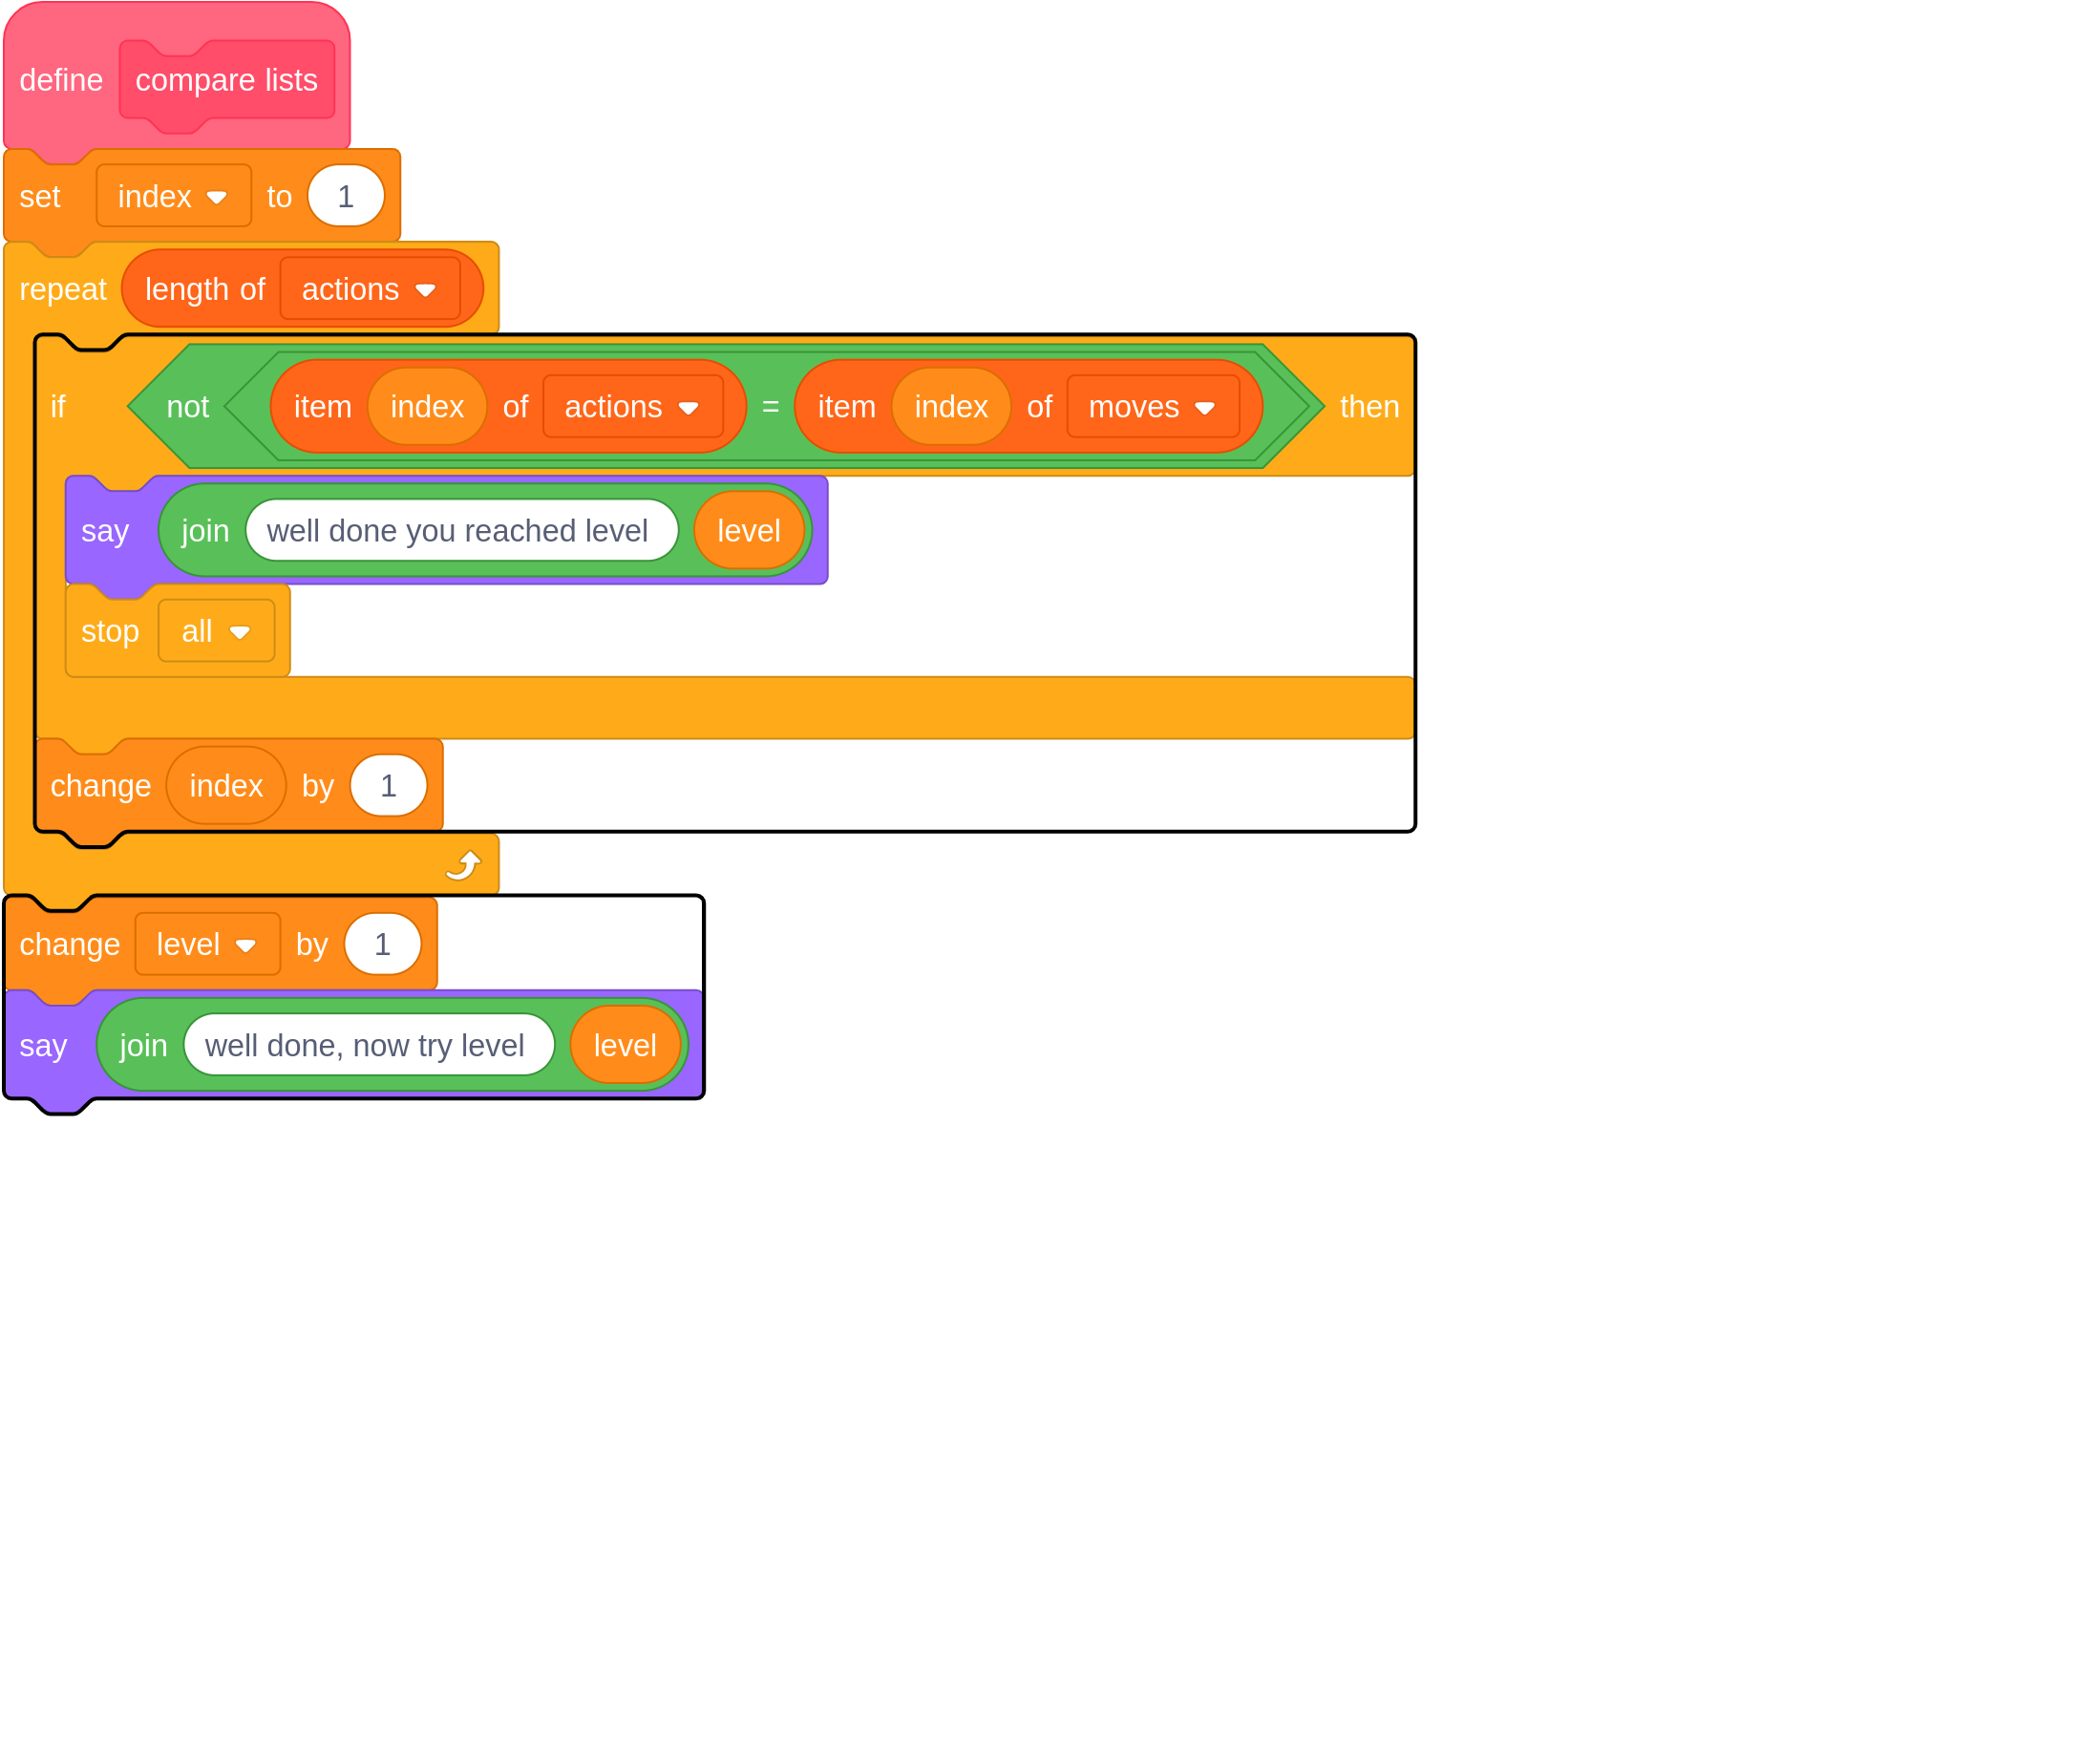 define compare lists
set index to 1
repeat length of actions
if not item index of actions = item index of moves then
say join well done you reached level level
stop all
change index by 1
change level by 1
say join well done, now try level level